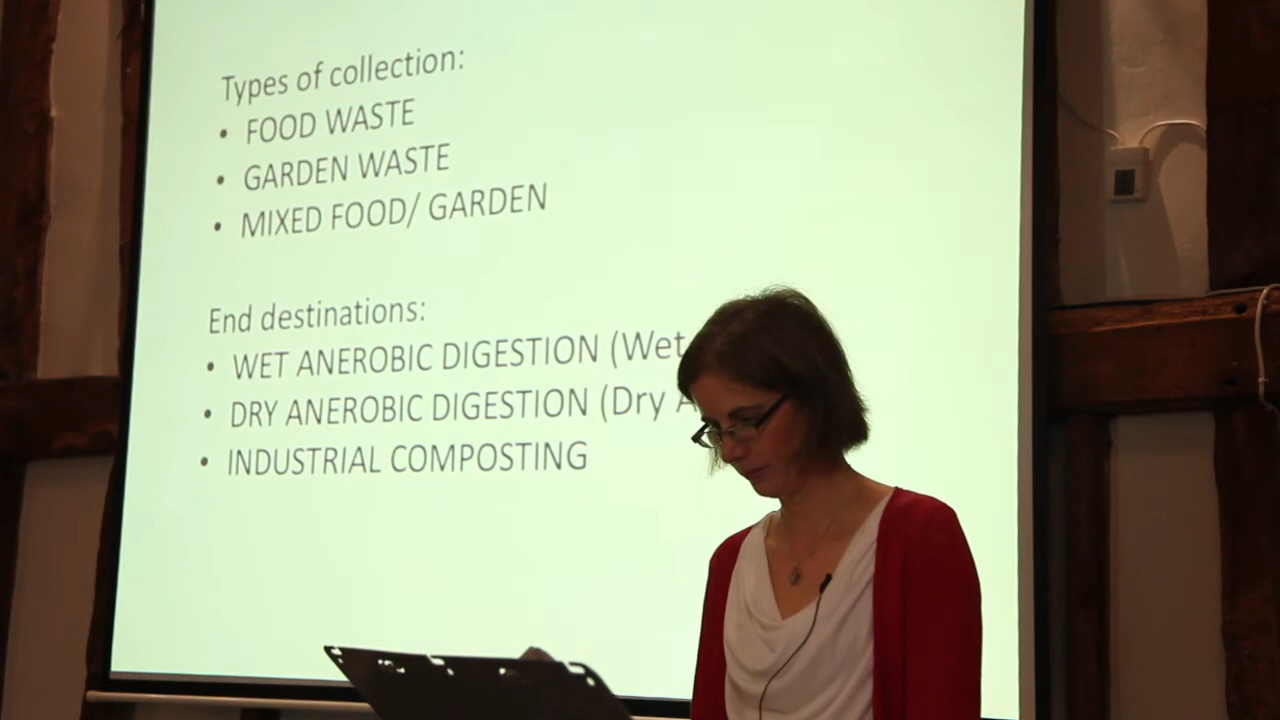 Types of collection:
• FOOD WASTE
• GARDEN WASTE
• MIXED FOOD/ GARDEN
End destinations:
• WET ANEROBIC DIGESTION (Wet
• DRY ANEROBIC DIGESTION (Dry A
• INDUSTRIAL COMPOSTING